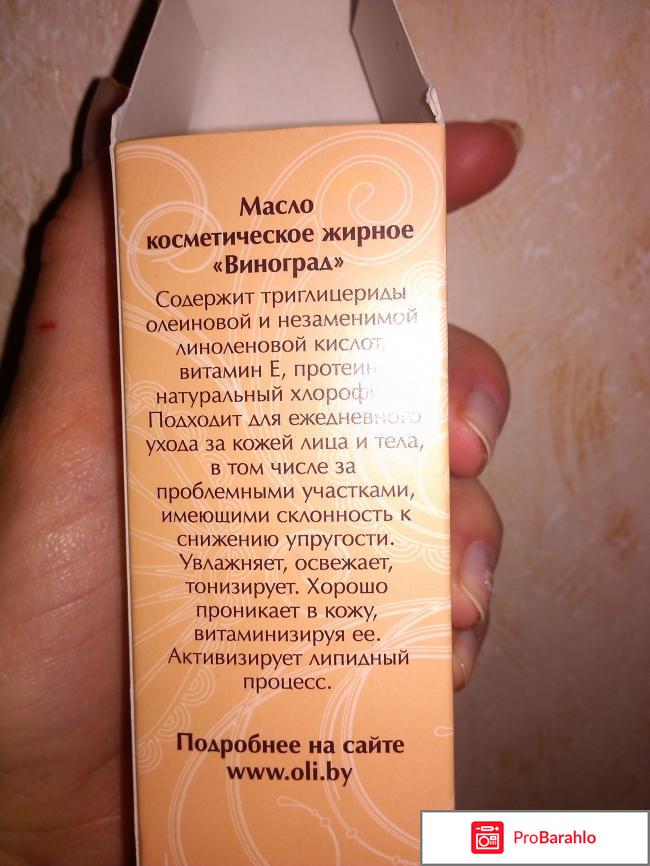 Масло
косметическое жирное
«Виноград»
Содержит триглицериды
олеиновой и незаменимой
линоленовой кислот,
витамин Е, протеин
натуральный
Подходит для ежедневного
ухода за кожей лица и тела,
в том числе за
проблемными участками,
имеющими склонность к
снижению упругости.
Увлажняет, освежает,
тонизирует. Хорошо
проникает в кожу,
витаминизируя ее.
Активизирует липидный
процесс.
Подробнее на сайте
www.oli.by
ProBarahlo